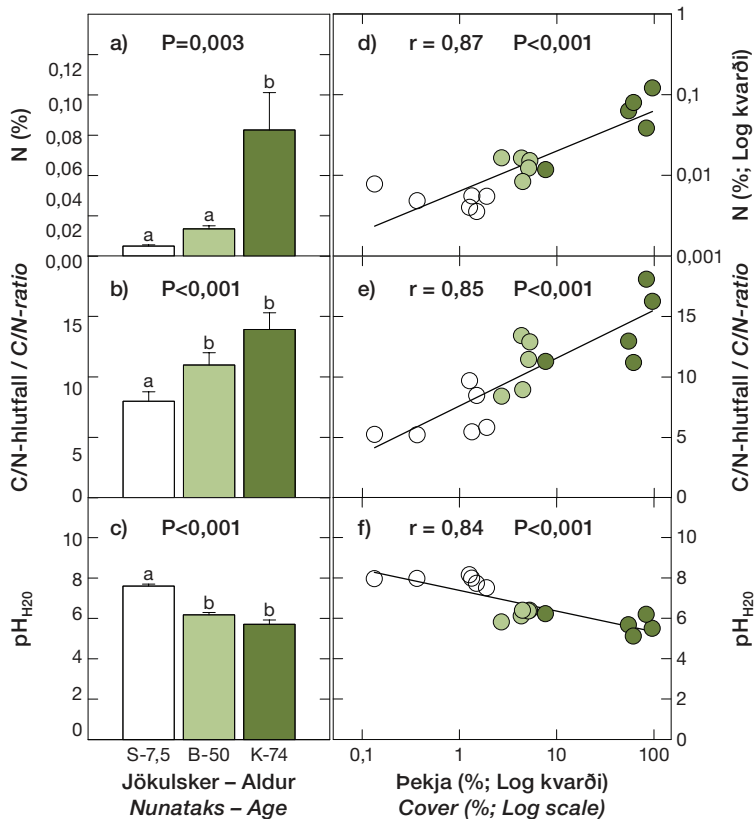 a) P=0,003
0,12
0,10
0,08
0,06
0,04
0,02
0,00
N (%)
a
a
b
b) P<0,001
15
10
5
0
C/N-hlutfall / C/N-ratio
a
b
b
c) P<0,001
10
8
6
4
2
0
pHH20
a
b
b
S-7,5 B-50 K-74
Jökulsker – Aldur
Nunataks – Age
d) r = 0,87 P<0,001
1
0,1
0,01
0,001
N (%; Log kvarði)
e) r = 0,85 P<0,001
15
10
5
0
C/N-hlutfall / C/N-ratio
f) r = 0,84 P<0,001
10
8
6
4
2
0
pHH20
0,1 1 10 100
Þekja (%; Log kvarði)
Cover (%; Log scale)